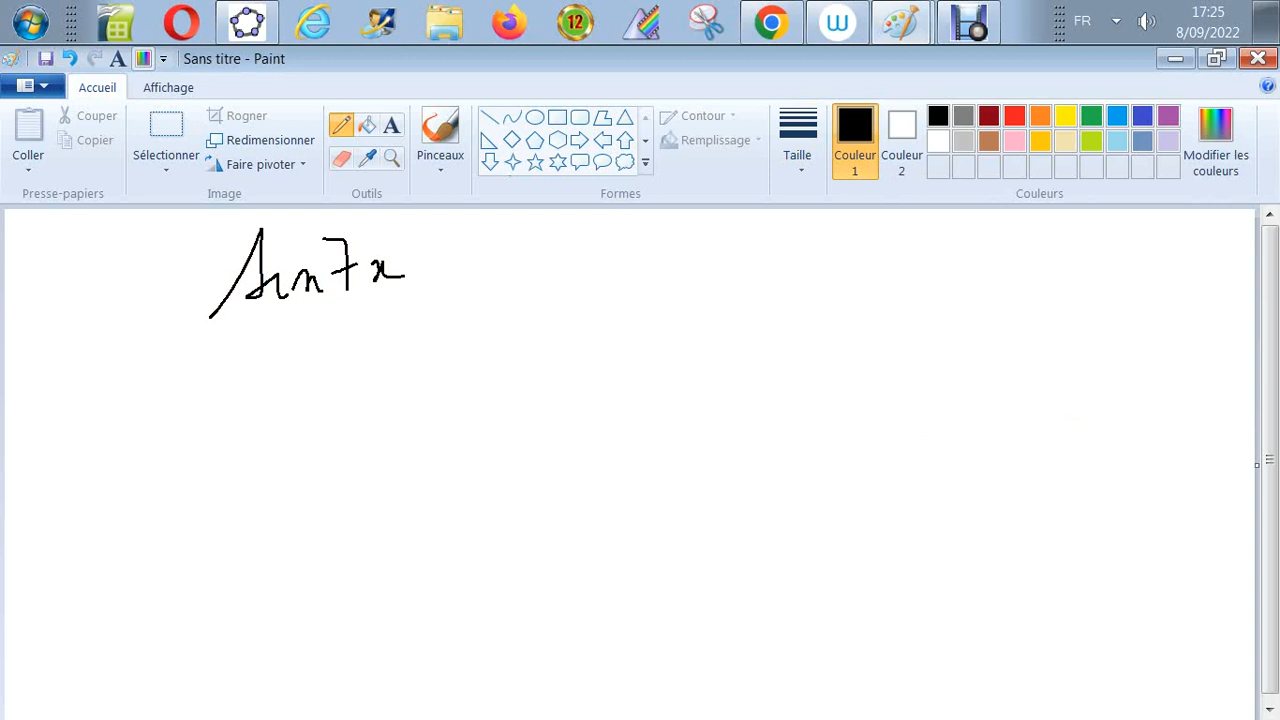 12
FR
17:25
8/09/2022
Sans titre - Paint
Accueil
Affichage
Coller
Couper
Copier
Presse-papiers
Sélectionner
Rogner
Redimensionner
Faire pivoter
Image
A
Outils
Pinceaux
Contour
Remplissage
Formes
Taille
Couleur 1
Couleur 2
Modifier les couleurs
Couleurs
sin7x